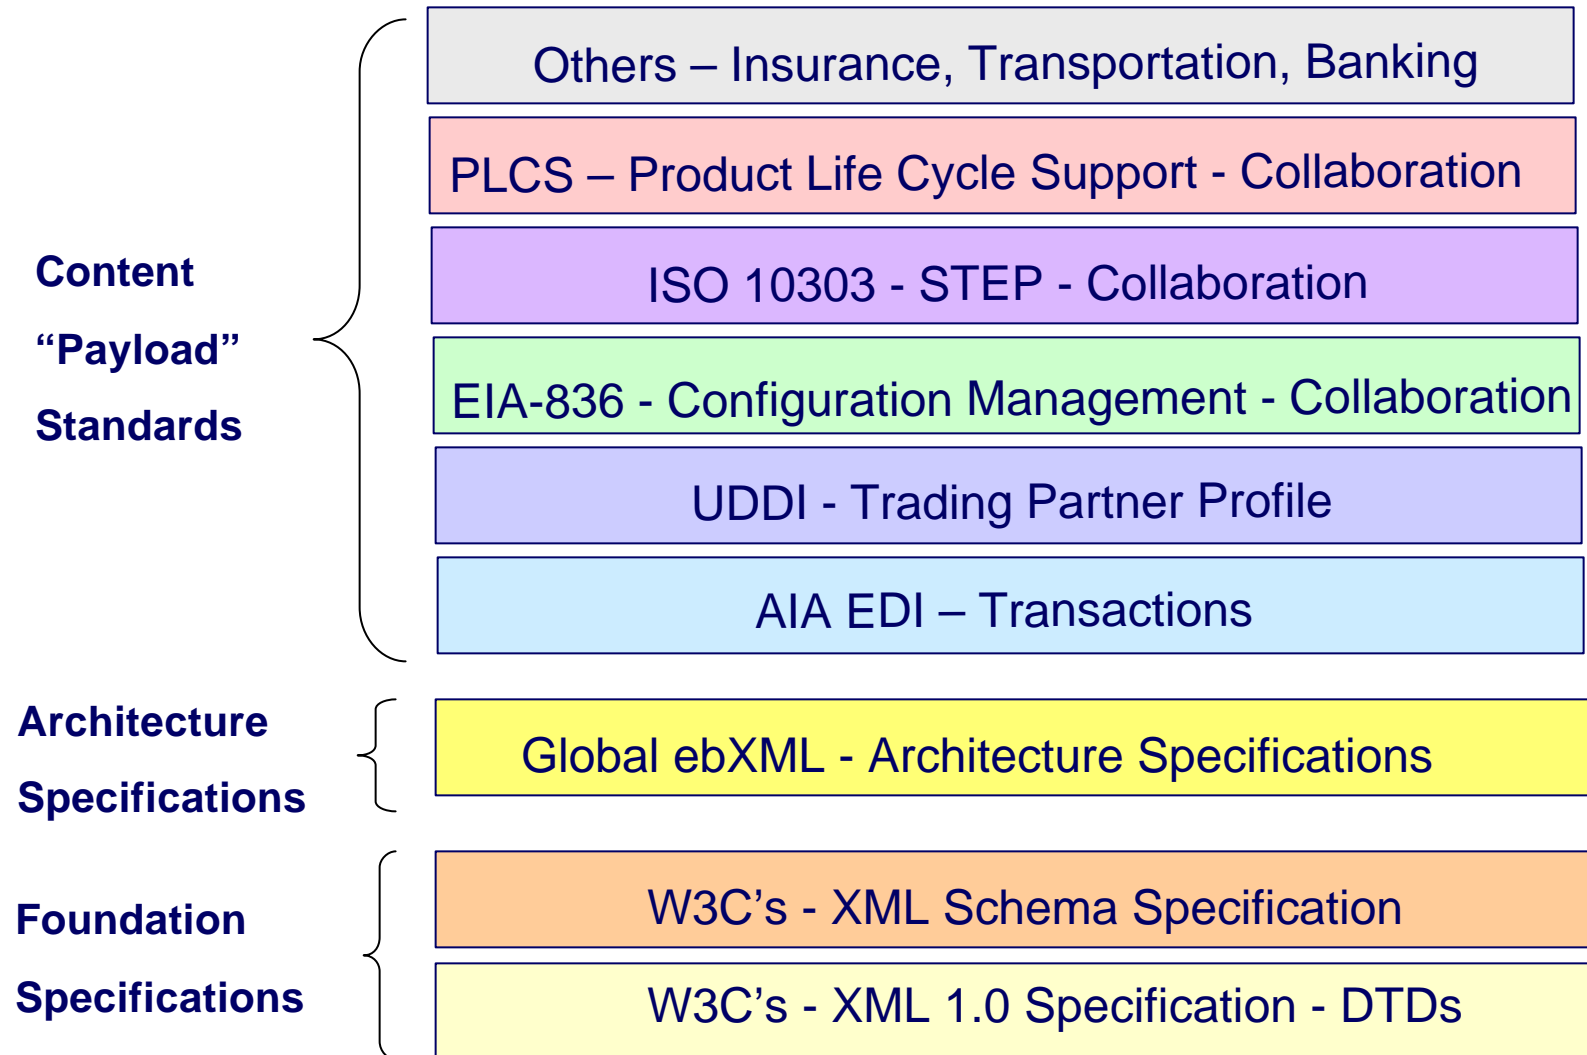 Others – Insurance, Transportation, Banking
PLCS – Product Life Cycle Support - Collaboration
ISO 10303 - STEP - Collaboration
EIA-836 - Configuration Management - Collaboration
UDDI - Trading Partner Profile
AIA EDI – Transactions
Content
“Payload”
Standards
Global ebXML - Architecture Specifications
Architecture
Specifications
W3C’s - XML Schema Specification
W3C’s - XML 1.0 Specification - DTDs
Foundation
Specifications